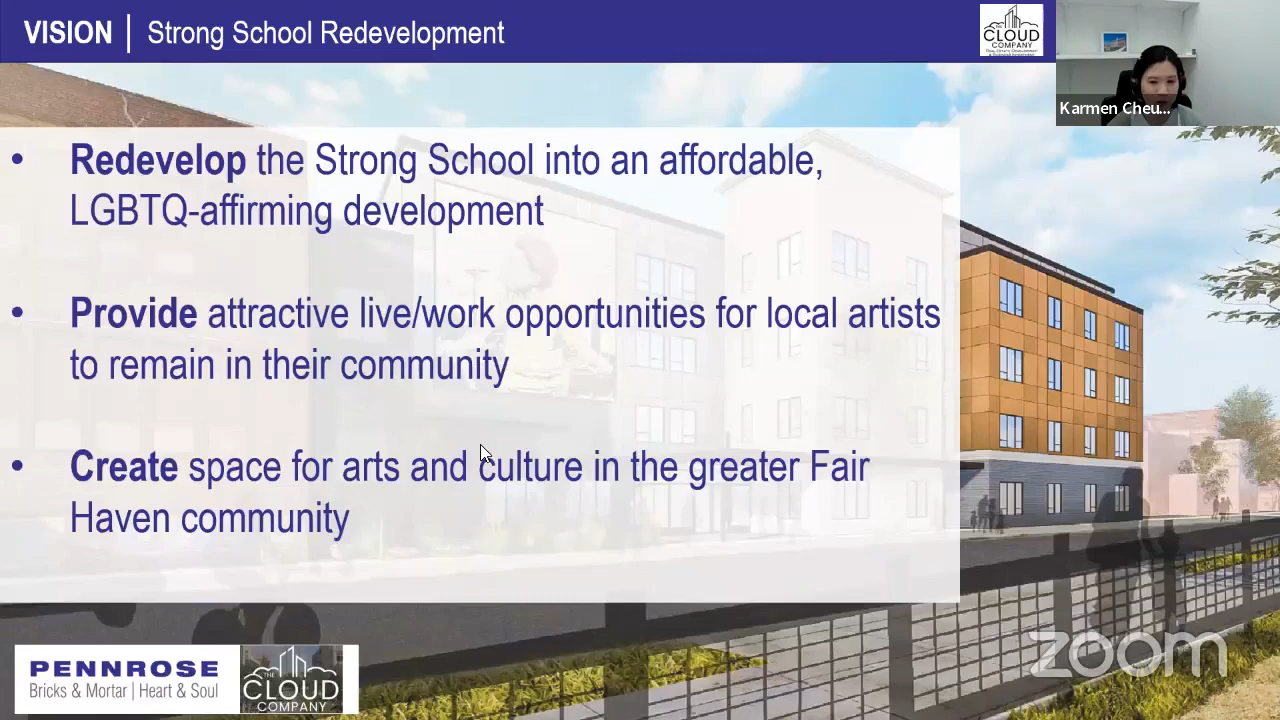 VISION | Strong School Redevelopment
THE
CLOUD
COMPANY
Karmen Cheu...
• Redevelop the Strong School into an affordable,
LGBTQ-affirming development
• Provide attractive live/work opportunities for local artists
to remain in their community
• Create space for arts and culture in the greater Fair
Haven community
PENNROSE
Bricks & Mortar | Heart & Soul
THE
CLOUD
COMPANY
zoom